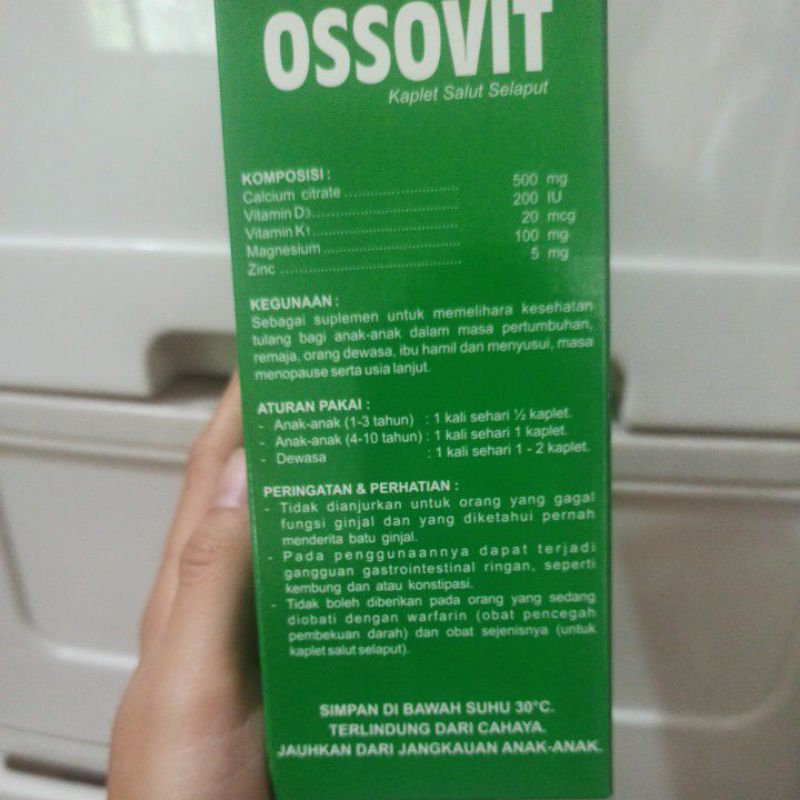 OSSOVIT
Kaplet Salut Selaput
KOMPOSISI :
Calcium citrate ........................ 500 mg
Vitamin D3 ........................ 200 IU
Vitamin K1 ........................ 20 mcg
Magnesium ........................ 100 mg
Zinc ........................ 5 mg
KEGUNAAN :
Sebagai suplemen untuk memelihara kesehatan
tulang bagi anak-anak dalam masa pertumbuhan,
remaja, orang dewasa, ibu hamil dan menyusui, masa
menopause serta usia lanjut.
ATURAN PAKAI :
- Anak-anak (1-3 tahun) : 1 kali sehari ½ kaplet.
- Anak-anak (4-10 tahun) : 1 kali sehari 1 kaplet.
- Dewasa : 1 kali sehari 1 - 2 kaplet.
PERINGATAN & PERHATIAN :
- Tidak dianjurkan untuk orang yang gagal
fungsi ginjal dan yang diketahui pernah
menderita batu ginjal.
- Pada penggunaannya dapat terjadi
gangguan gastrointestinal ringan, seperti
kembung dan atau konstipasi.
- Tidak boleh diberikan pada orang yang sedang
diobati dengan warfarin (obat pencegah
pembekuan darah) dan obat sejenisnya (untuk
kaplet salut selaput).
SIMPAN DI BAWAH SUHU 30°C.
TERLINDUNG DARI CAHAYA.
JAUHKAN DARI JANGKAUAN ANAK-ANAK.